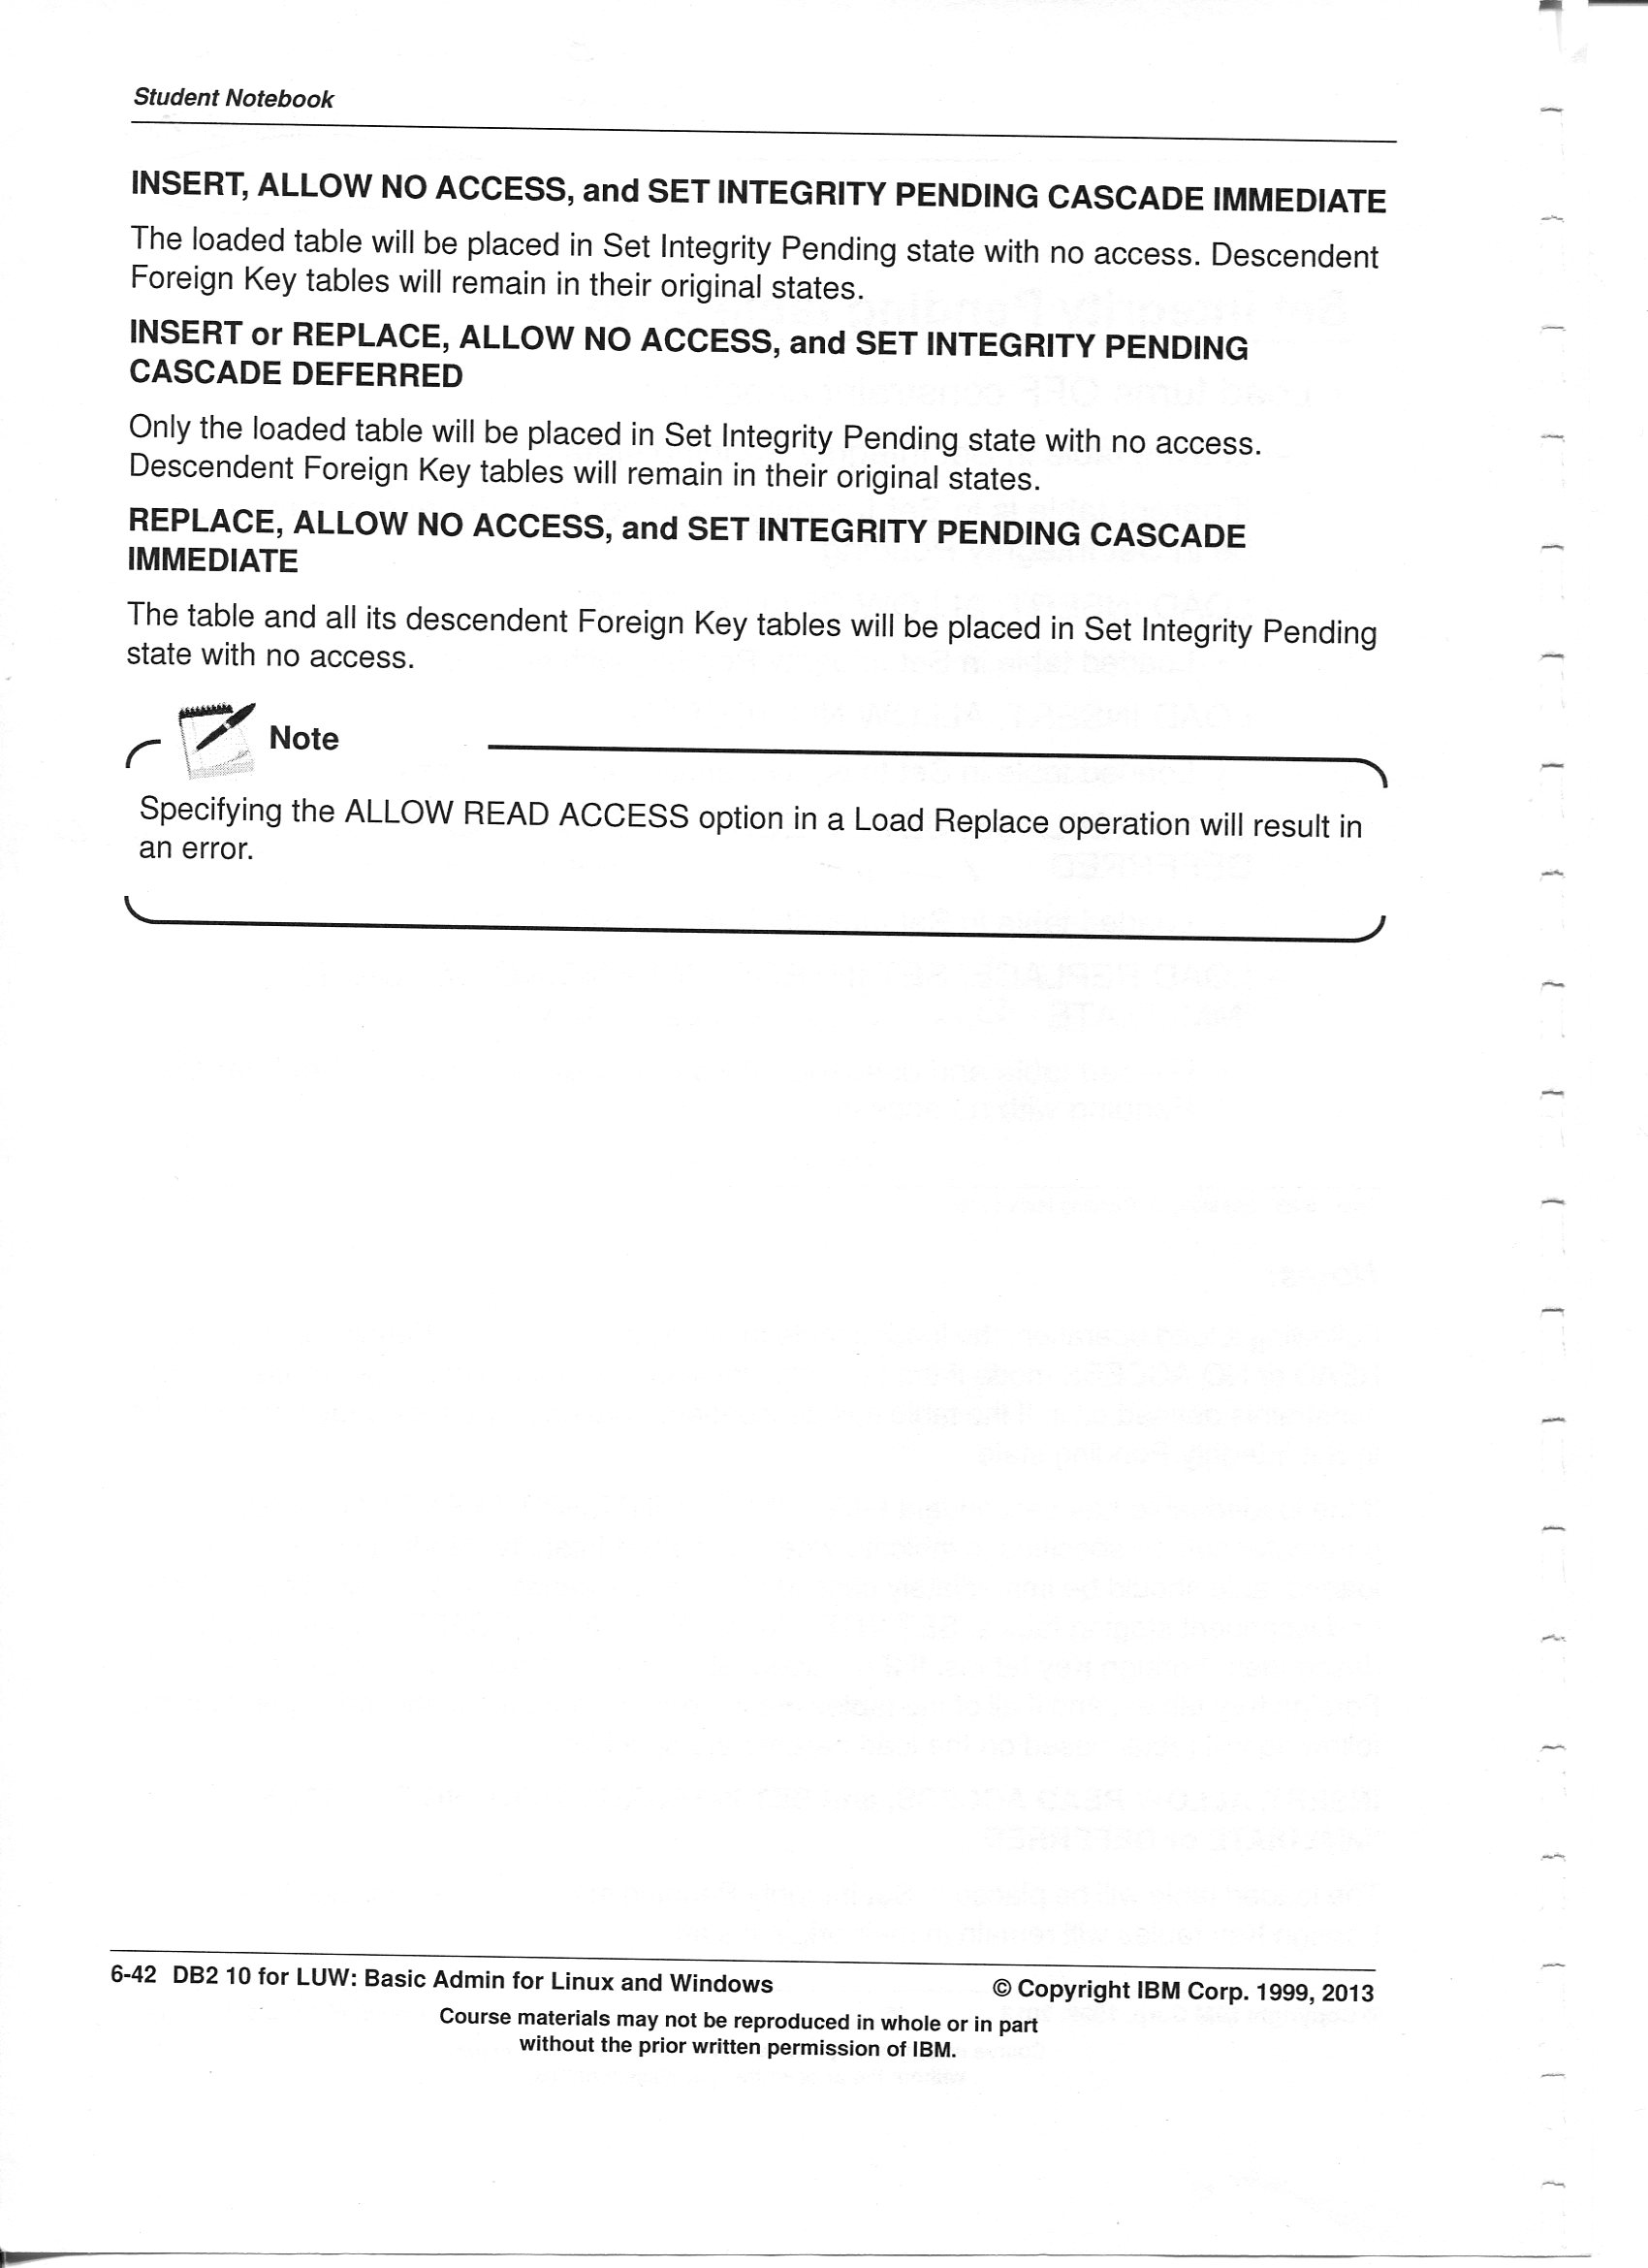 Student Notebook
INSERT, ALLOW NO ACCESS, and SET INTEGRITY PENDING CASCADE IMMEDIATE
The loaded table will be placed in Set Integrity Pending state with no access. Descendent
Foreign Key tables will remain in their original states.
INSERT or REPLACE, ALLOW NO ACCESS, and SET INTEGRITY PENDING
CASCADE DEFERRED
Only the loaded table will be placed in Set Integrity Pending state with no access.
Descendent Foreign Key tables will remain in their original states.
REPLACE, ALLOW NO ACCESS, and SET INTEGRITY PENDING CASCADE
IMMEDIATE
The table and all its descendent Foreign Key tables will be placed in Set Integrity Pending
state with no access.
Note
Specifying the ALLOW READ ACCESS option in a Load Replace operation will result in
an error.
6-42 DB2 10 for LUW: Basic Admin for Linux and Windows © Copyright IBM Corp. 1999, 2013
Course materials may not be reproduced in whole or in part
without the prior written permission of IBM.